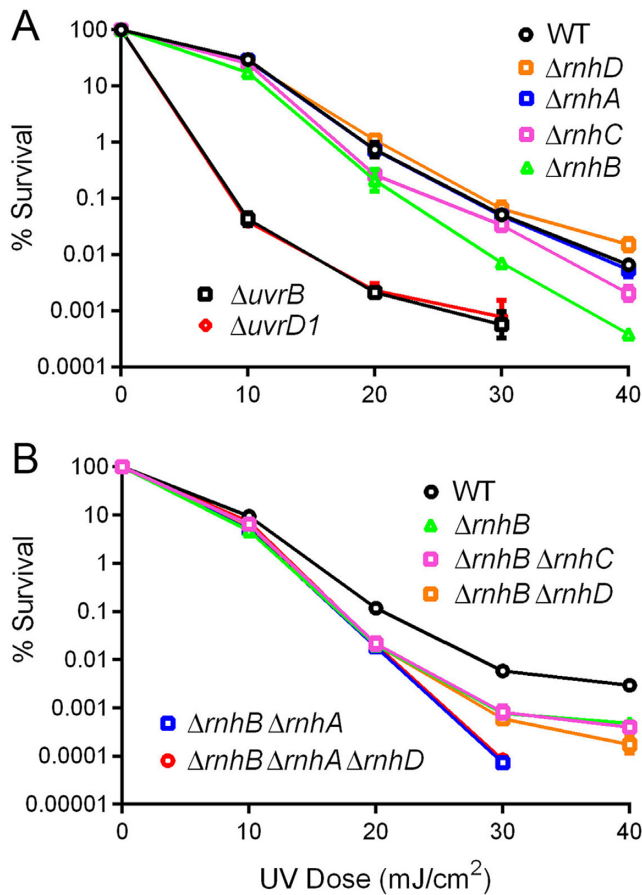 A
% Survival
100
10
1
0.1
0.01
0.001
0.0001
WT
ΔrnhD
ΔrnhA
ΔrnhC
ΔrnhB
ΔuvrB
ΔuvrD1
0 10 20 30 40
B
% Survival
100
10
1
0.1
0.01
0.001
0.0001
0.00001
WT
ΔrnhB
ΔrnhB ΔrnhC
ΔrnhB ΔrnhD
ΔrnhB ΔrnhA
ΔrnhB ΔrnhA ΔrnhD
0 10 20 30 40
UV Dose (mJ/cm²)